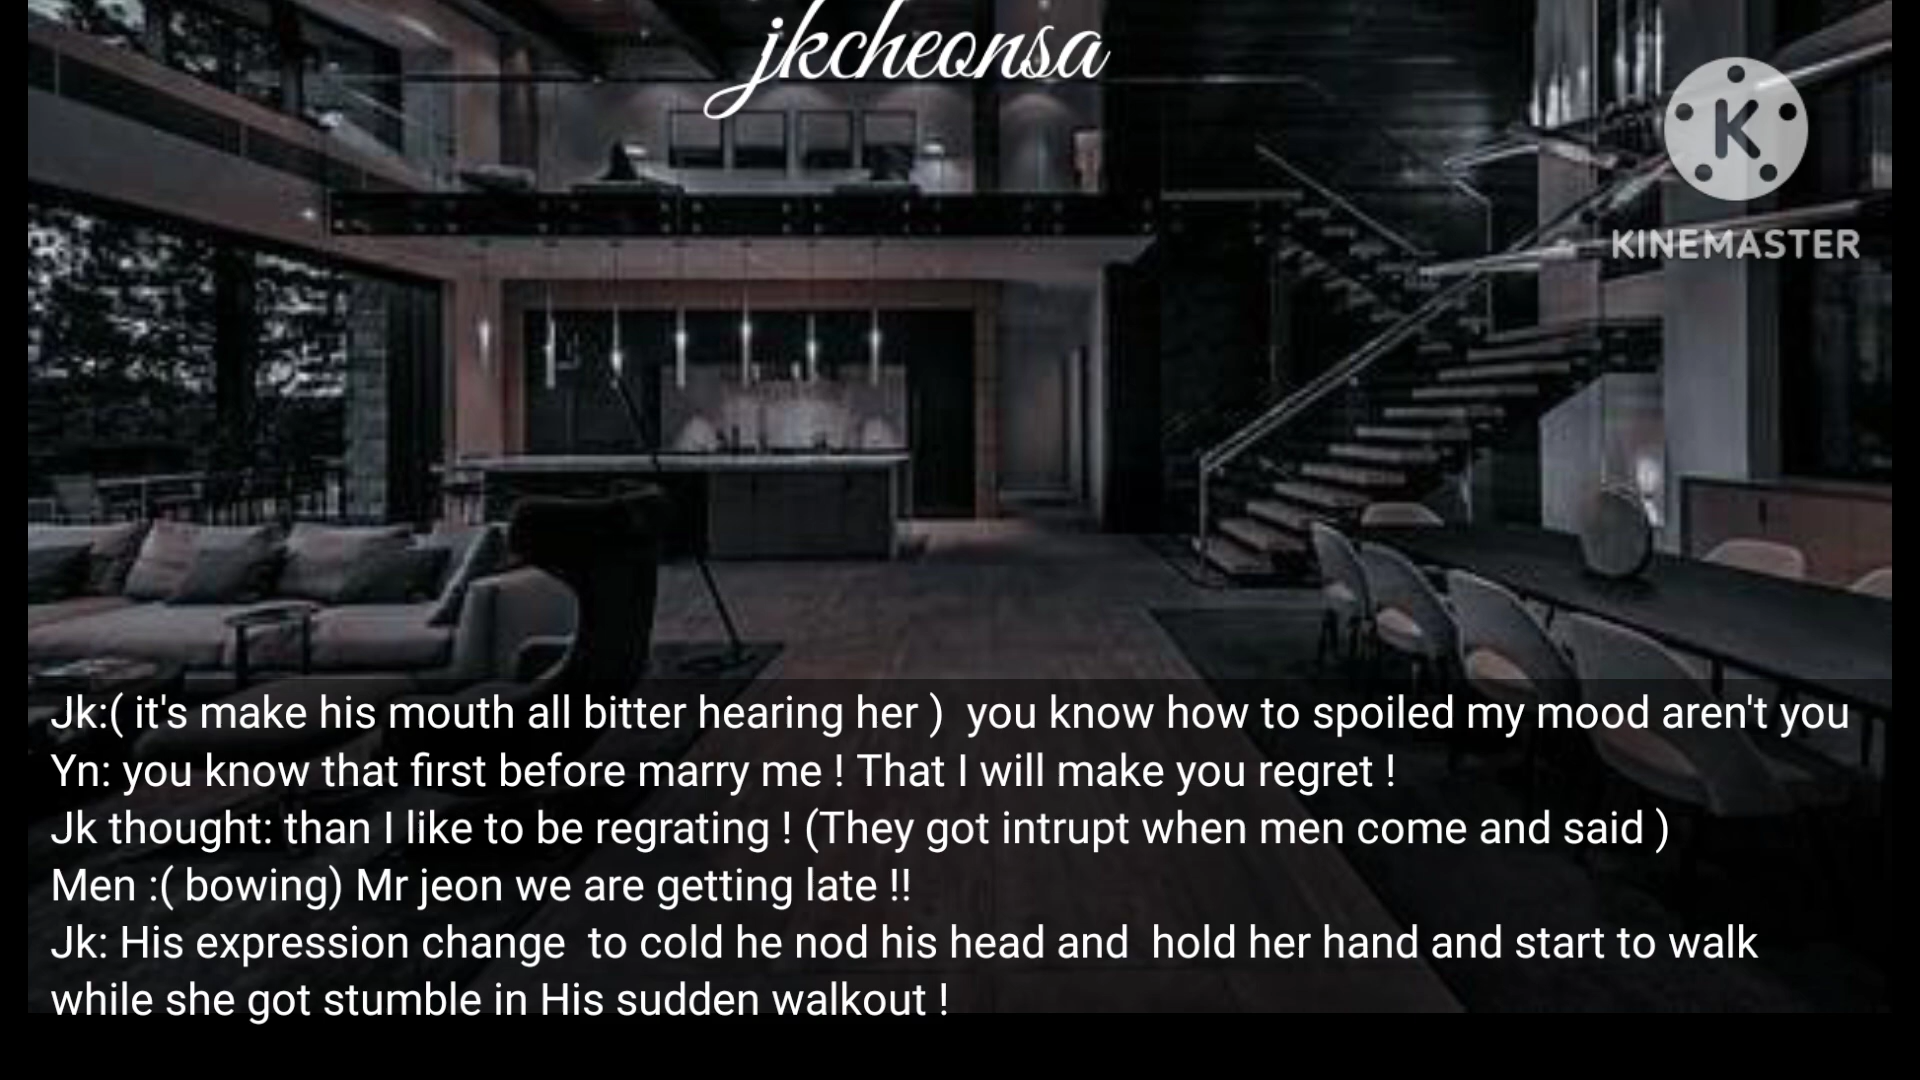 jkcheonsa
K
KINEMASTER
Jk:( it's make his mouth all bitter hearing her )  you know how to spoiled my mood aren't you
Yn: you know that first before marry me ! That I will make you regret !
Jk thought: than I like to be regrating ! (They got intrupt when men come and said )
Men :( bowing) Mr jeon we are getting late !!
Jk: His expression change  to cold he nod his head and  hold her hand and start to walk
while she got stumble in His sudden walkout !